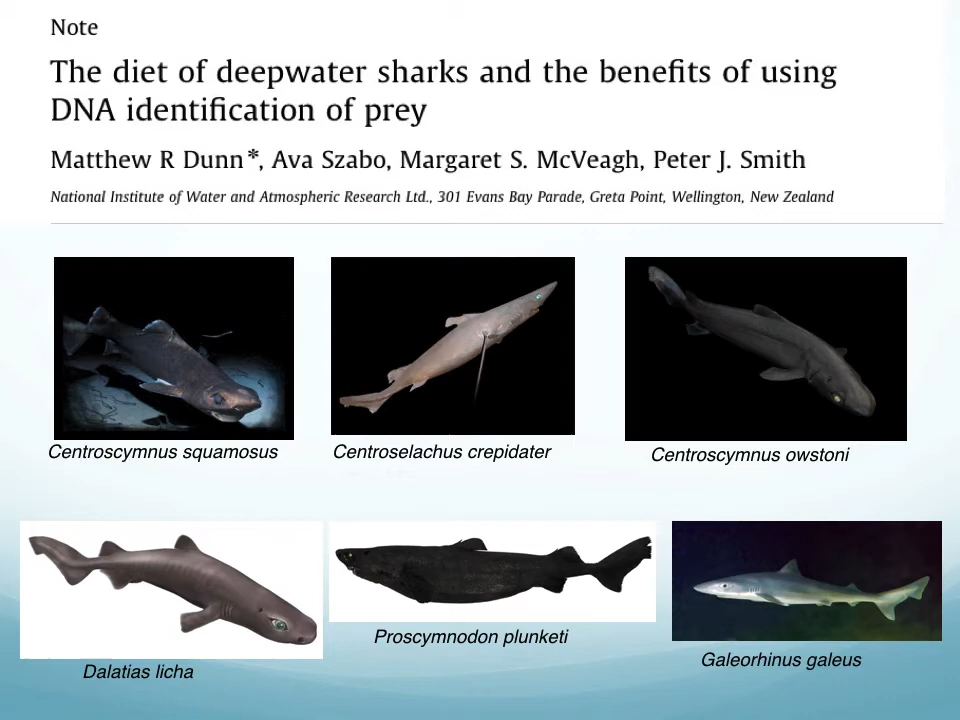 Note
The diet of deepwater sharks and the benefits of using
DNA identification of prey
Matthew R Dunn*, Ava Szabo, Margaret S. McVeagh, Peter J. Smith
National Institute of Water and Atmospheric Research Ltd., 301 Evans Bay Parade, Greta Point, Wellington, New Zealand
Centroscymnus squamosus
Centroselachus crepidater
Centroscymnus owstoni
Dalatias licha
Proscymnodon plunketi
Galeorhinus galeus